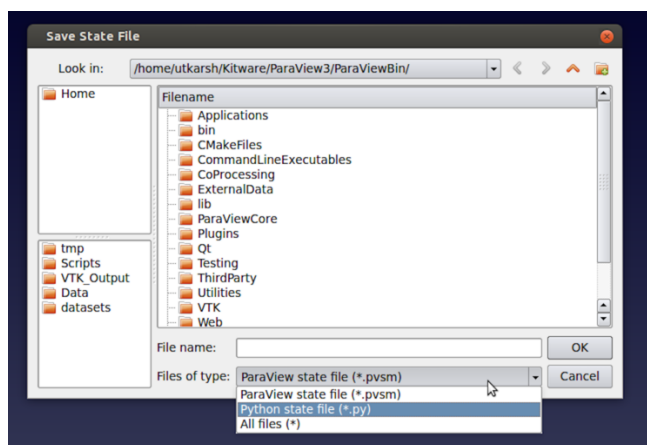 Save State File
Look in: /home/utkarsh/Kitware/ParaView3/ParaViewBin/
Home
Filename
Applications
bin
CMakeFiles
CommandLineExecutables
CoProcessing
ExternalData
lib
ParaViewCore
Plugins
Qt
Testing
ThirdParty
Utilities
VTK
Web
tmp
Scripts
VTK_Output
Data
datasets
File name: OK
Files of type: ParaView state file (*.pvsm) Cancel
ParaView state file (*.pvsm)
Python state file (*.py)
All files (*)